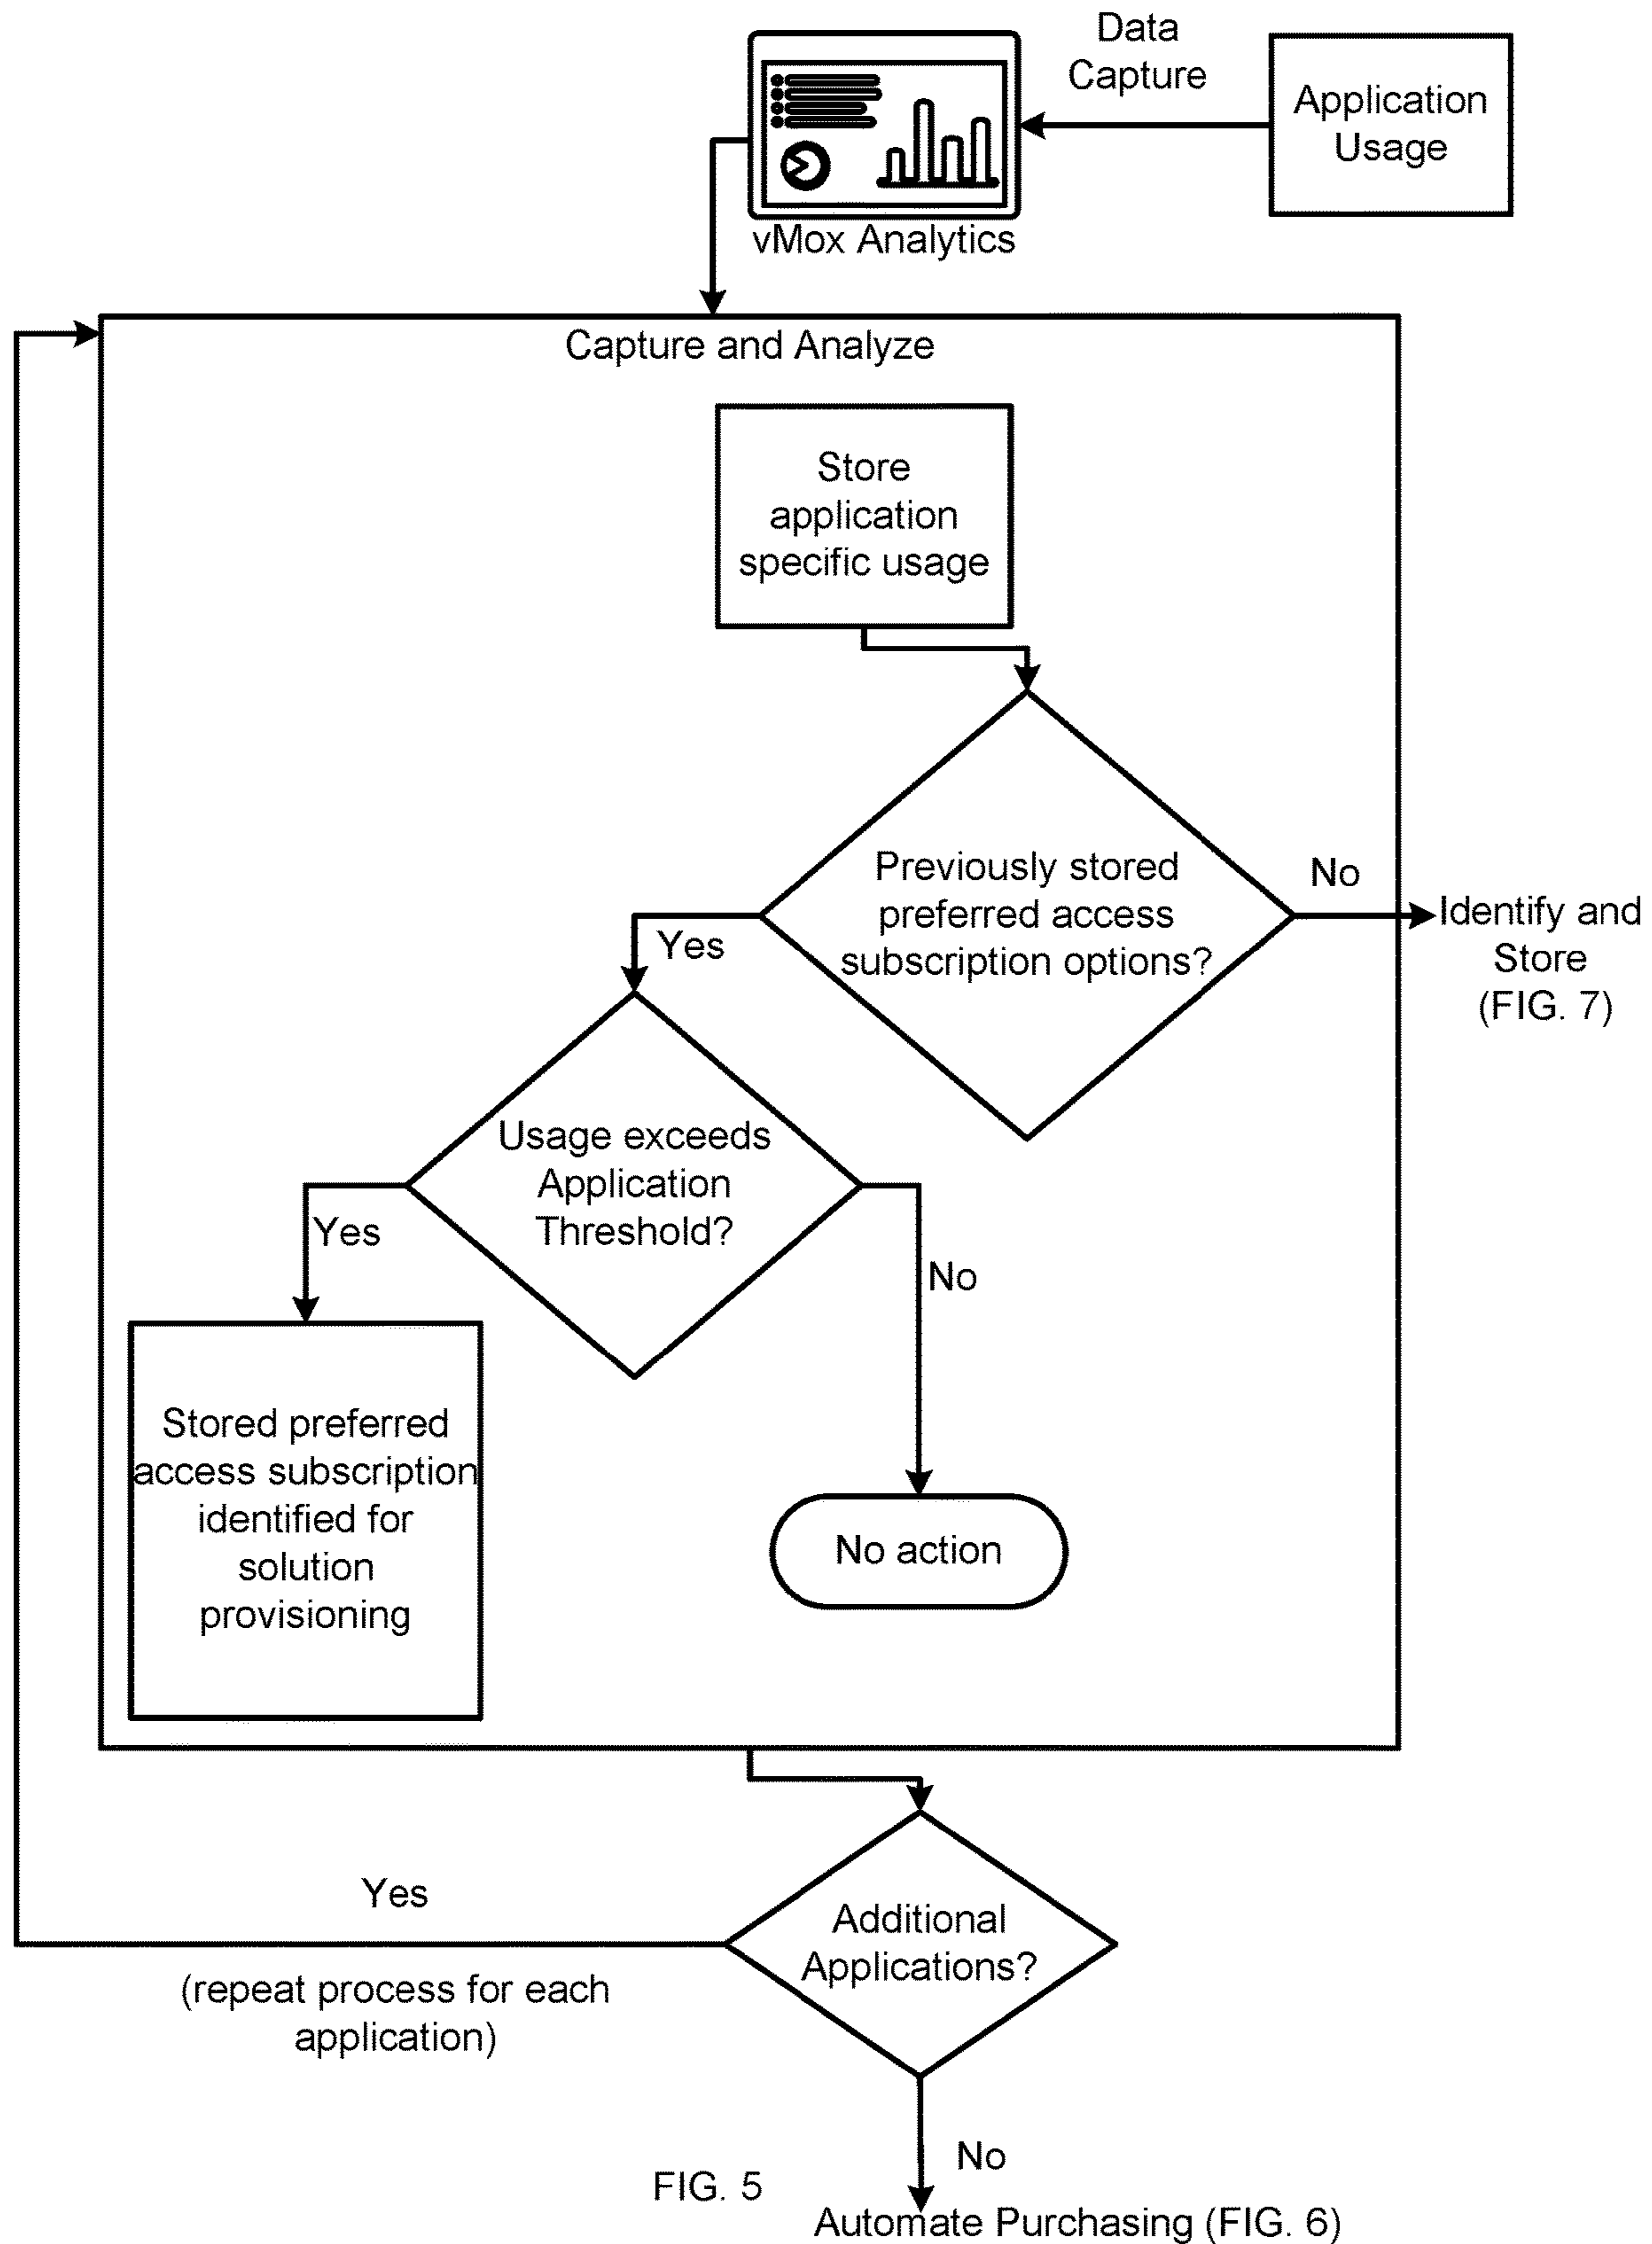 Data
Capture
Application
Usage
vMox Analytics
Capture and Analyze
Store
application
specific usage
Previously stored
preferred access
subscription options?
No
Identify and
Store
(FIG. 7)
Yes
Usage exceeds
Application
Threshold?
Yes
No
Stored preferred
access subscription
identified for
solution
provisioning
No action
Additional
Applications?
Yes
(repeat process for each
application)
No
FIG. 5
Automate Purchasing (FIG. 6)